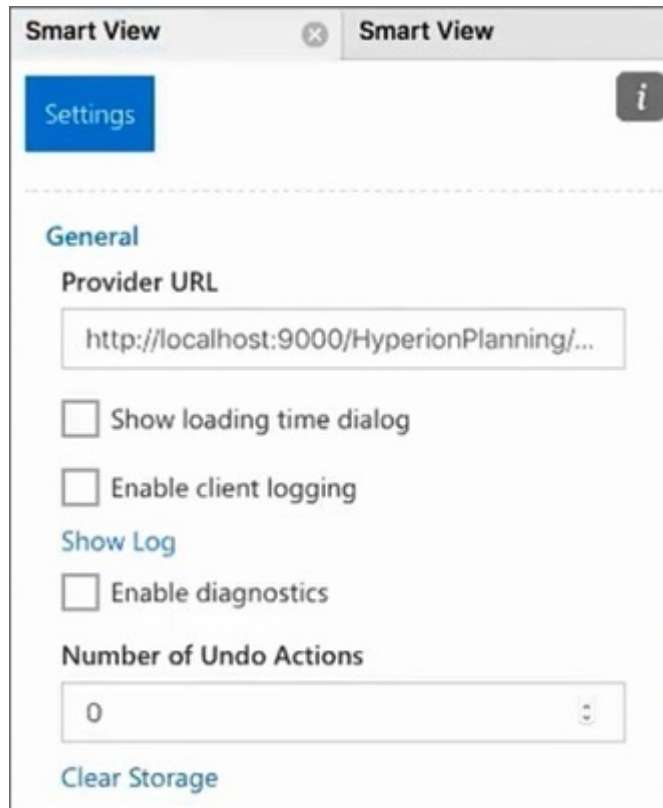 Smart View Smart View
Settings
i
General
Provider URL
http://localhost:9000/HyperionPlanning/...
Show loading time dialog
Enable client logging
Show Log
Enable diagnostics
Number of Undo Actions
0
Clear Storage